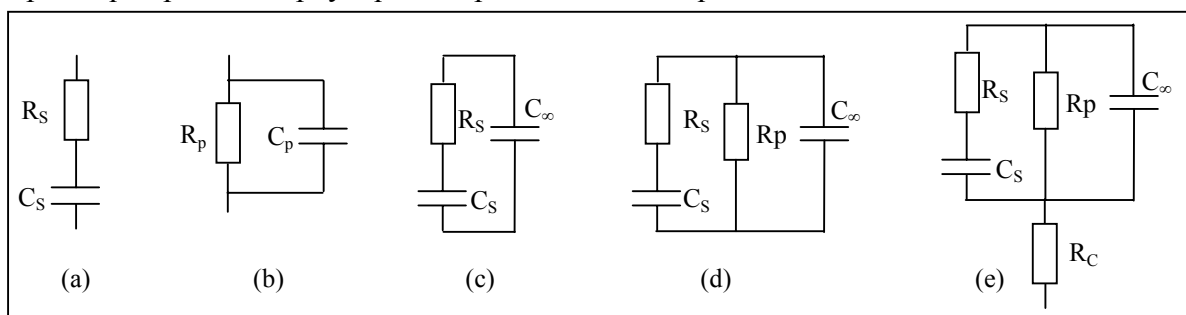 R_S
C_S
(a)
R_p
C_p
(b)
R_S
C_∞
C_S
(c)
R_S
Rp
C_∞
C_S
(d)
R_S
Rp
C_∞
C_S
R_C
(e)